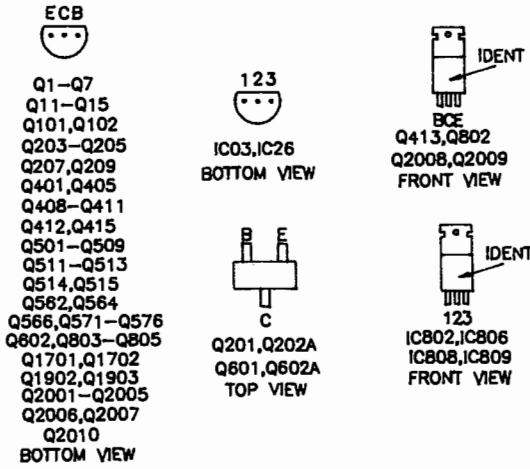 ECB
Q1-Q7
Q11-Q15
Q101,Q102
Q203-Q205
Q207,Q209
Q401,Q405
Q408-Q411
Q412,Q415
Q501-Q509
Q511-Q513
Q514,Q515
Q562,Q564
Q566,Q571-Q576
Q602,Q803-Q805
Q1701,Q1702
Q1902,Q1903
Q2001-Q2005
Q2006,Q2007
Q2010
BOTTOM VIEW
123
IC03,IC26
BOTTOM VIEW
B E
C
Q201,Q202A
Q601,Q602A
TOP VIEW
IDENT
BCE
Q413,Q802
Q2008,Q2009
FRONT VIEW
IDENT
123
IC802,IC806
IC808,IC809
FRONT VIEW